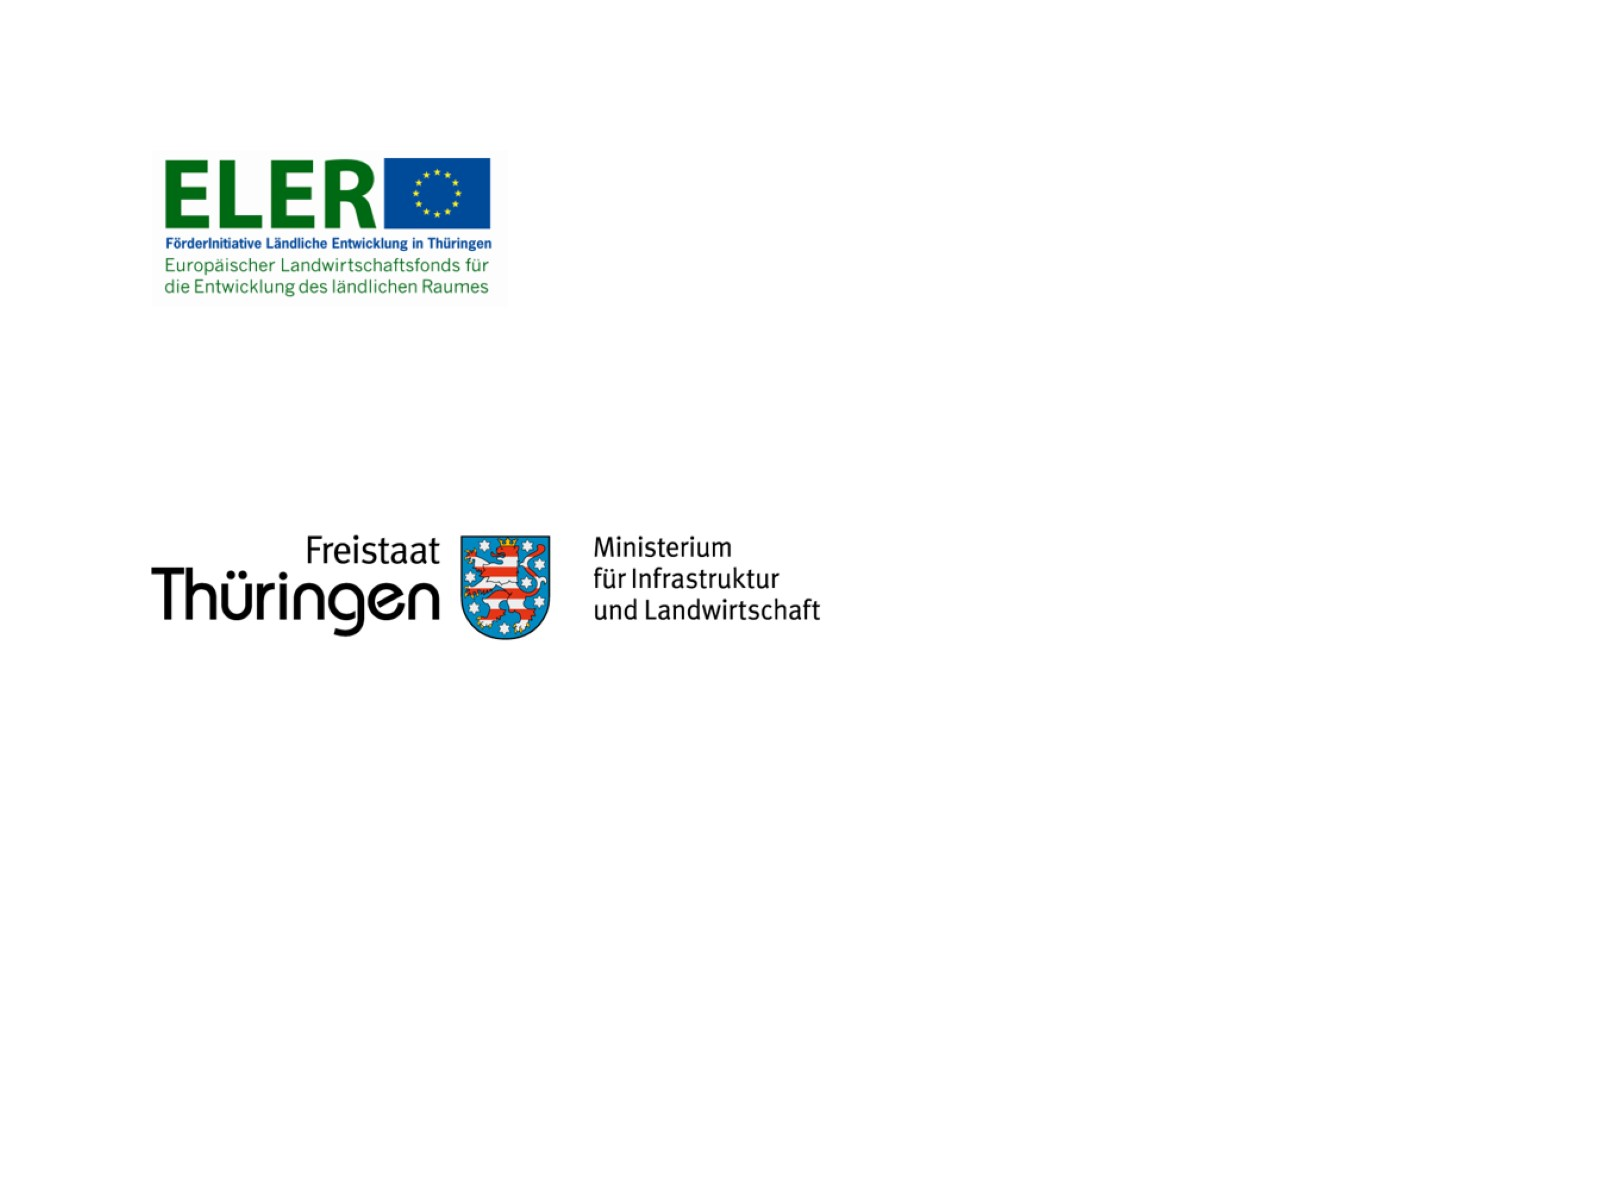 ELER
FörderInitiative Ländliche Entwicklung in Thüringen
Europäischer Landwirtschaftsfonds für
die Entwicklung des ländlichen Raumes
Freistaat
Thüringen
Ministerium
für Infrastruktur
und Landwirtschaft